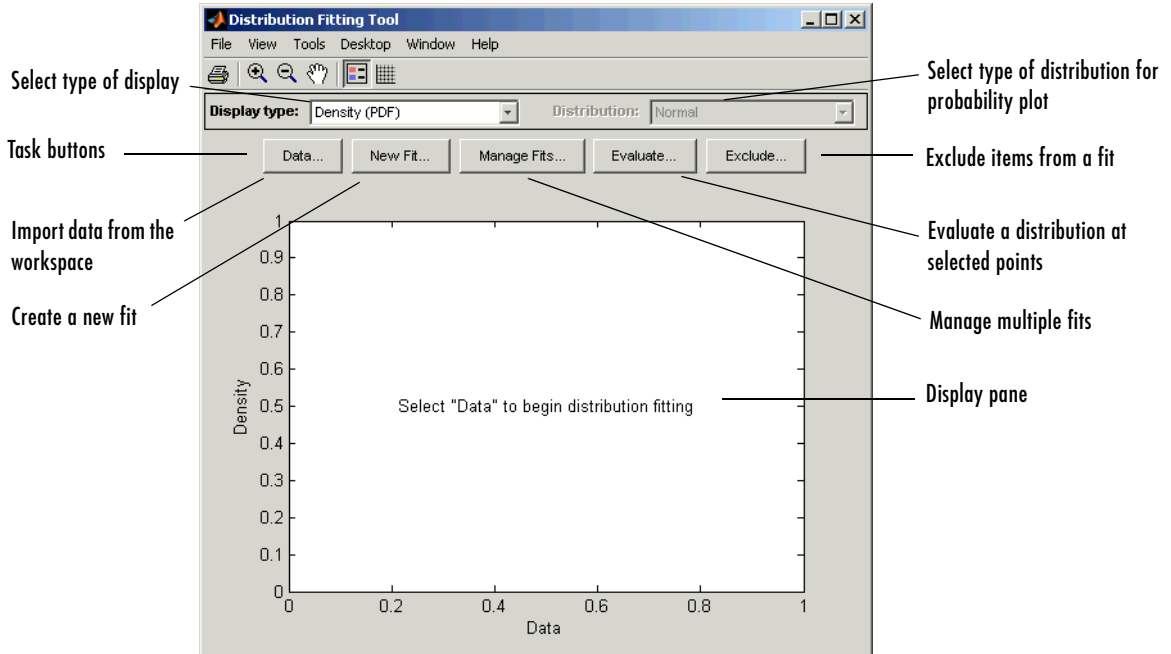 Distribution Fitting Tool
File View Tools Desktop Window Help
Select type of display
Select type of distribution for
probability plot
Display type: Density (PDF) Distribution: Normal
Task buttons
Data... New Fit... Manage Fits... Evaluate... Exclude...
Exclude items from a fit
Import data from the
workspace
Evaluate a distribution at
selected points
Create a new fit
Manage multiple fits
Display pane
1
0.9
0.8
0.7
0.6
0.5
0.4
0.3
0.2
0.1
0
Density
Select "Data" to begin distribution fitting
0 0.2 0.4 0.6 0.8 1
Data